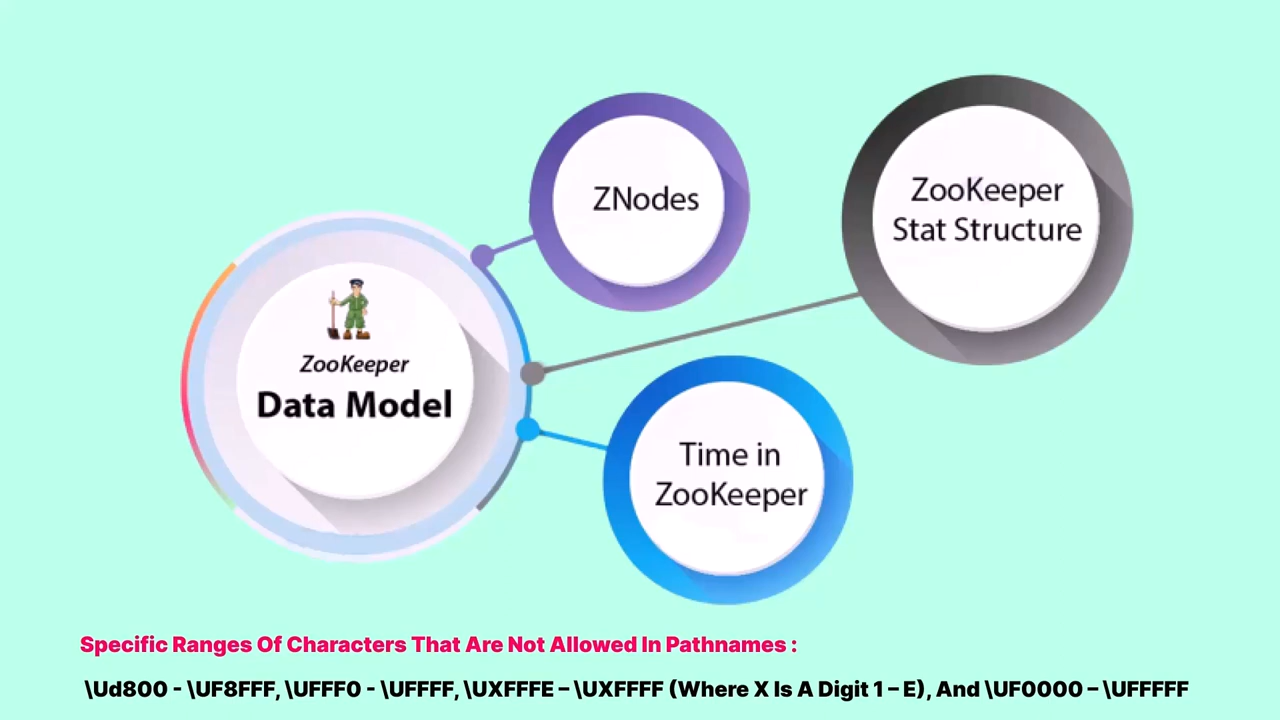 ZNodes
ZooKeeper
Stat Structure
ZooKeeper
Data Model
Time in
ZooKeeper
Specific Ranges Of Characters That Are Not Allowed In Pathnames :
\Ud800 - \UF8FFF, \UFFF0 - \UFFFF, \UXFFFE – \UXFFFF (Where X Is A Digit 1 – E), And \UF0000 – \UFFFFF